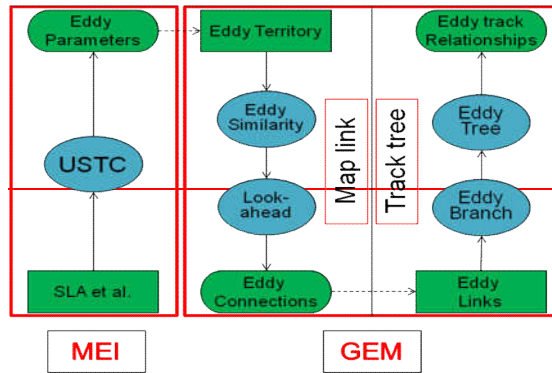 Eddy
Parameters
USTC
SLA et al.
MEI
Eddy Territory
Eddy
Similarity
Look-
ahead
Eddy
Connections
Map link
Track tree
Eddy track
Relationships
Eddy
Tree
Eddy
Branch
Eddy
Links
GEM